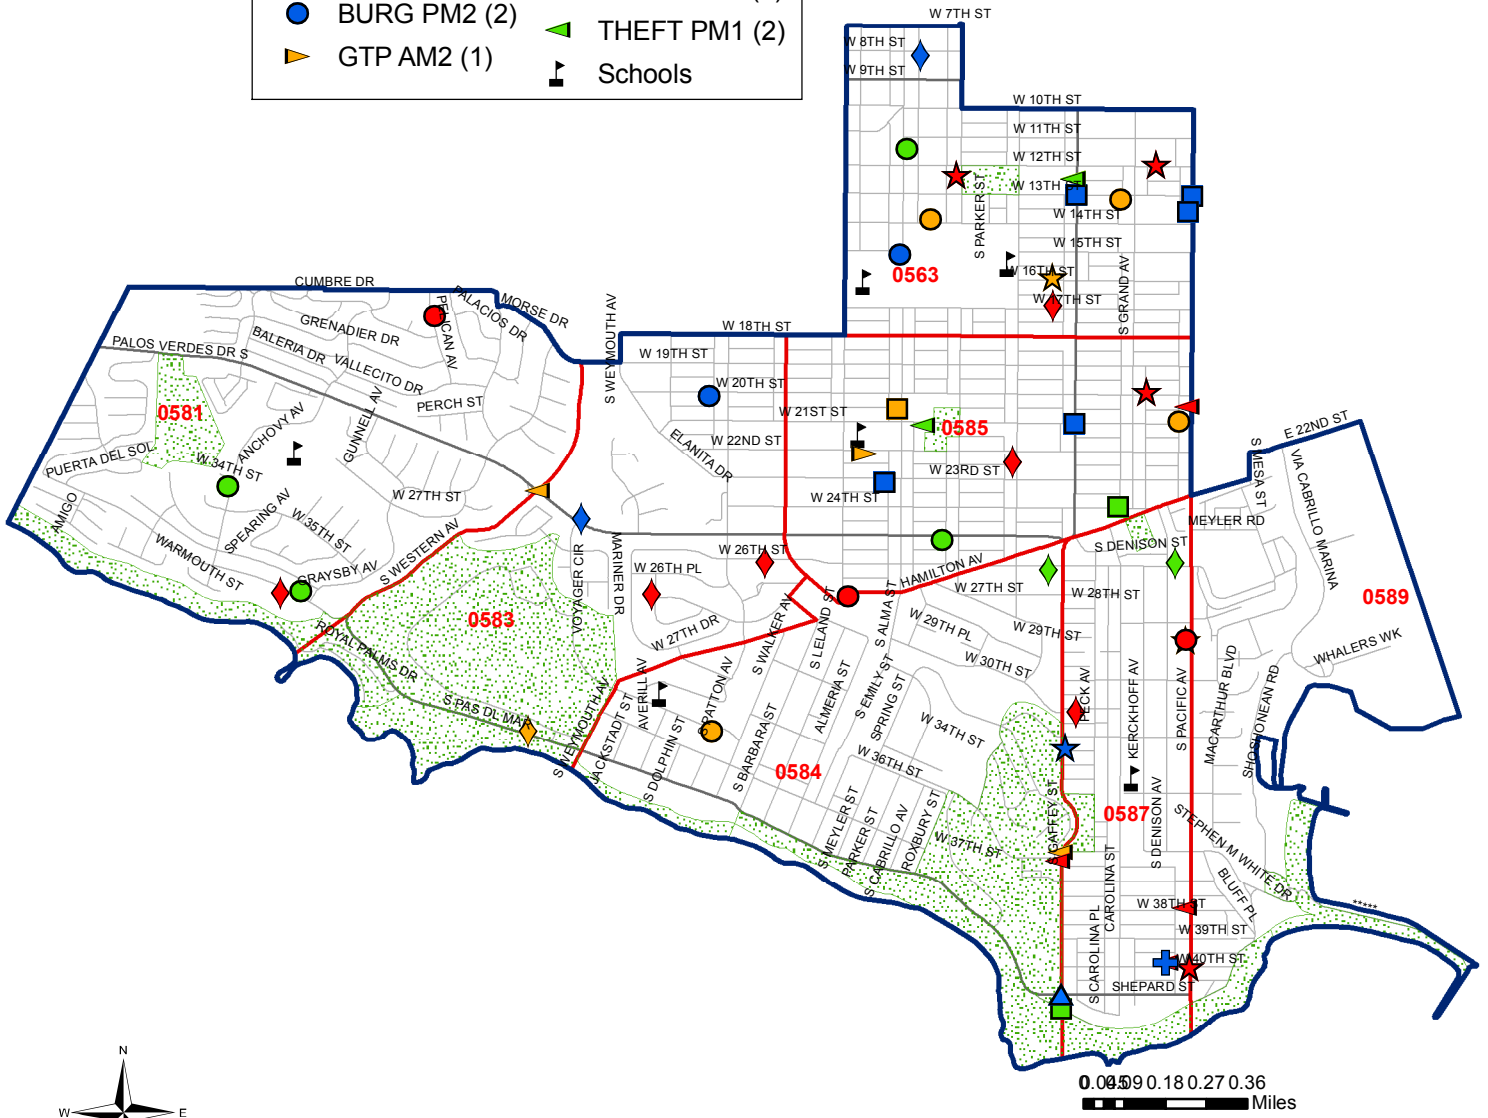 BURG PM2 (2)
THEFT PM1 (2)
GTP AM2 (1)
Schools
W 7TH ST
W 8TH ST
W 9TH ST
W 10TH ST
W 11TH ST
W 12TH ST
W 13TH ST
W 14TH ST
S PARKER ST
W 15TH ST
W 16TH ST
0563
W 17TH ST
S GRAND AV
CUMBRE DR
PALACIOS DR
MORSE DR
PELICAN AV
GRENADIER DR
BALERIA DR
VALLECITO DR
PALOS VERDES DR S
PERCH ST
S WEYMOUTH AV
W 18TH ST
W 19TH ST
W 20TH ST
W 21ST ST
W 22ND ST
ELANITA DR
0581
ANCHOVY AV
GUNNELL AV
PUERTA DEL SOL
W 34TH ST
W 27TH ST
AMIGO
SPEARING AV
W 35TH ST
WARMOUTH ST
GRAYSBY AV
S WESTERN AV
0585
W 23RD ST
W 24TH ST
E 22ND ST
S MESA ST
VIA CABRILLO MARINA
MEYLER RD
S DENISON ST
W 26TH ST
W 26TH PL
MARINER DR
VOYAGER CIR
HAMILTON AV
W 27TH ST
W 28TH ST
0589
0583
W 27TH DR
S WALKER AV
S LELAND ST
S ALMA ST
W 29TH PL
W 29TH ST
W 30TH ST
WHALERS WK
ROYAL PALMS DR
S PAS DL MAR
S WEYMOUTH AV
JACKSTADT ST
AVERILL AV
S DOLPHIN ST
S PATTON AV
S BARBARA ST
ALMERIA ST
S EMILY ST
SPRING ST
W 34TH ST
W 36TH ST
PECK AV
KERCKHOFF AV
S PACIFIC AV
MACARTHUR BLVD
SHOSHONEAN RD
0584
0587
S MEYLER ST
PARKER ST
S CABRILLO AV
ROXBURY ST
W 37TH ST
S GAFFEY ST
S DENISON AV
STEPHEN M WHITE DR
CAROLINA ST
BLUFF PL
W 38TH ST
*****
W 39TH ST
S CAROLINA PL
W 40TH ST
SHEPARD ST
N
W
E
0 0.045 0.09 0.18 0.27 0.36
Miles